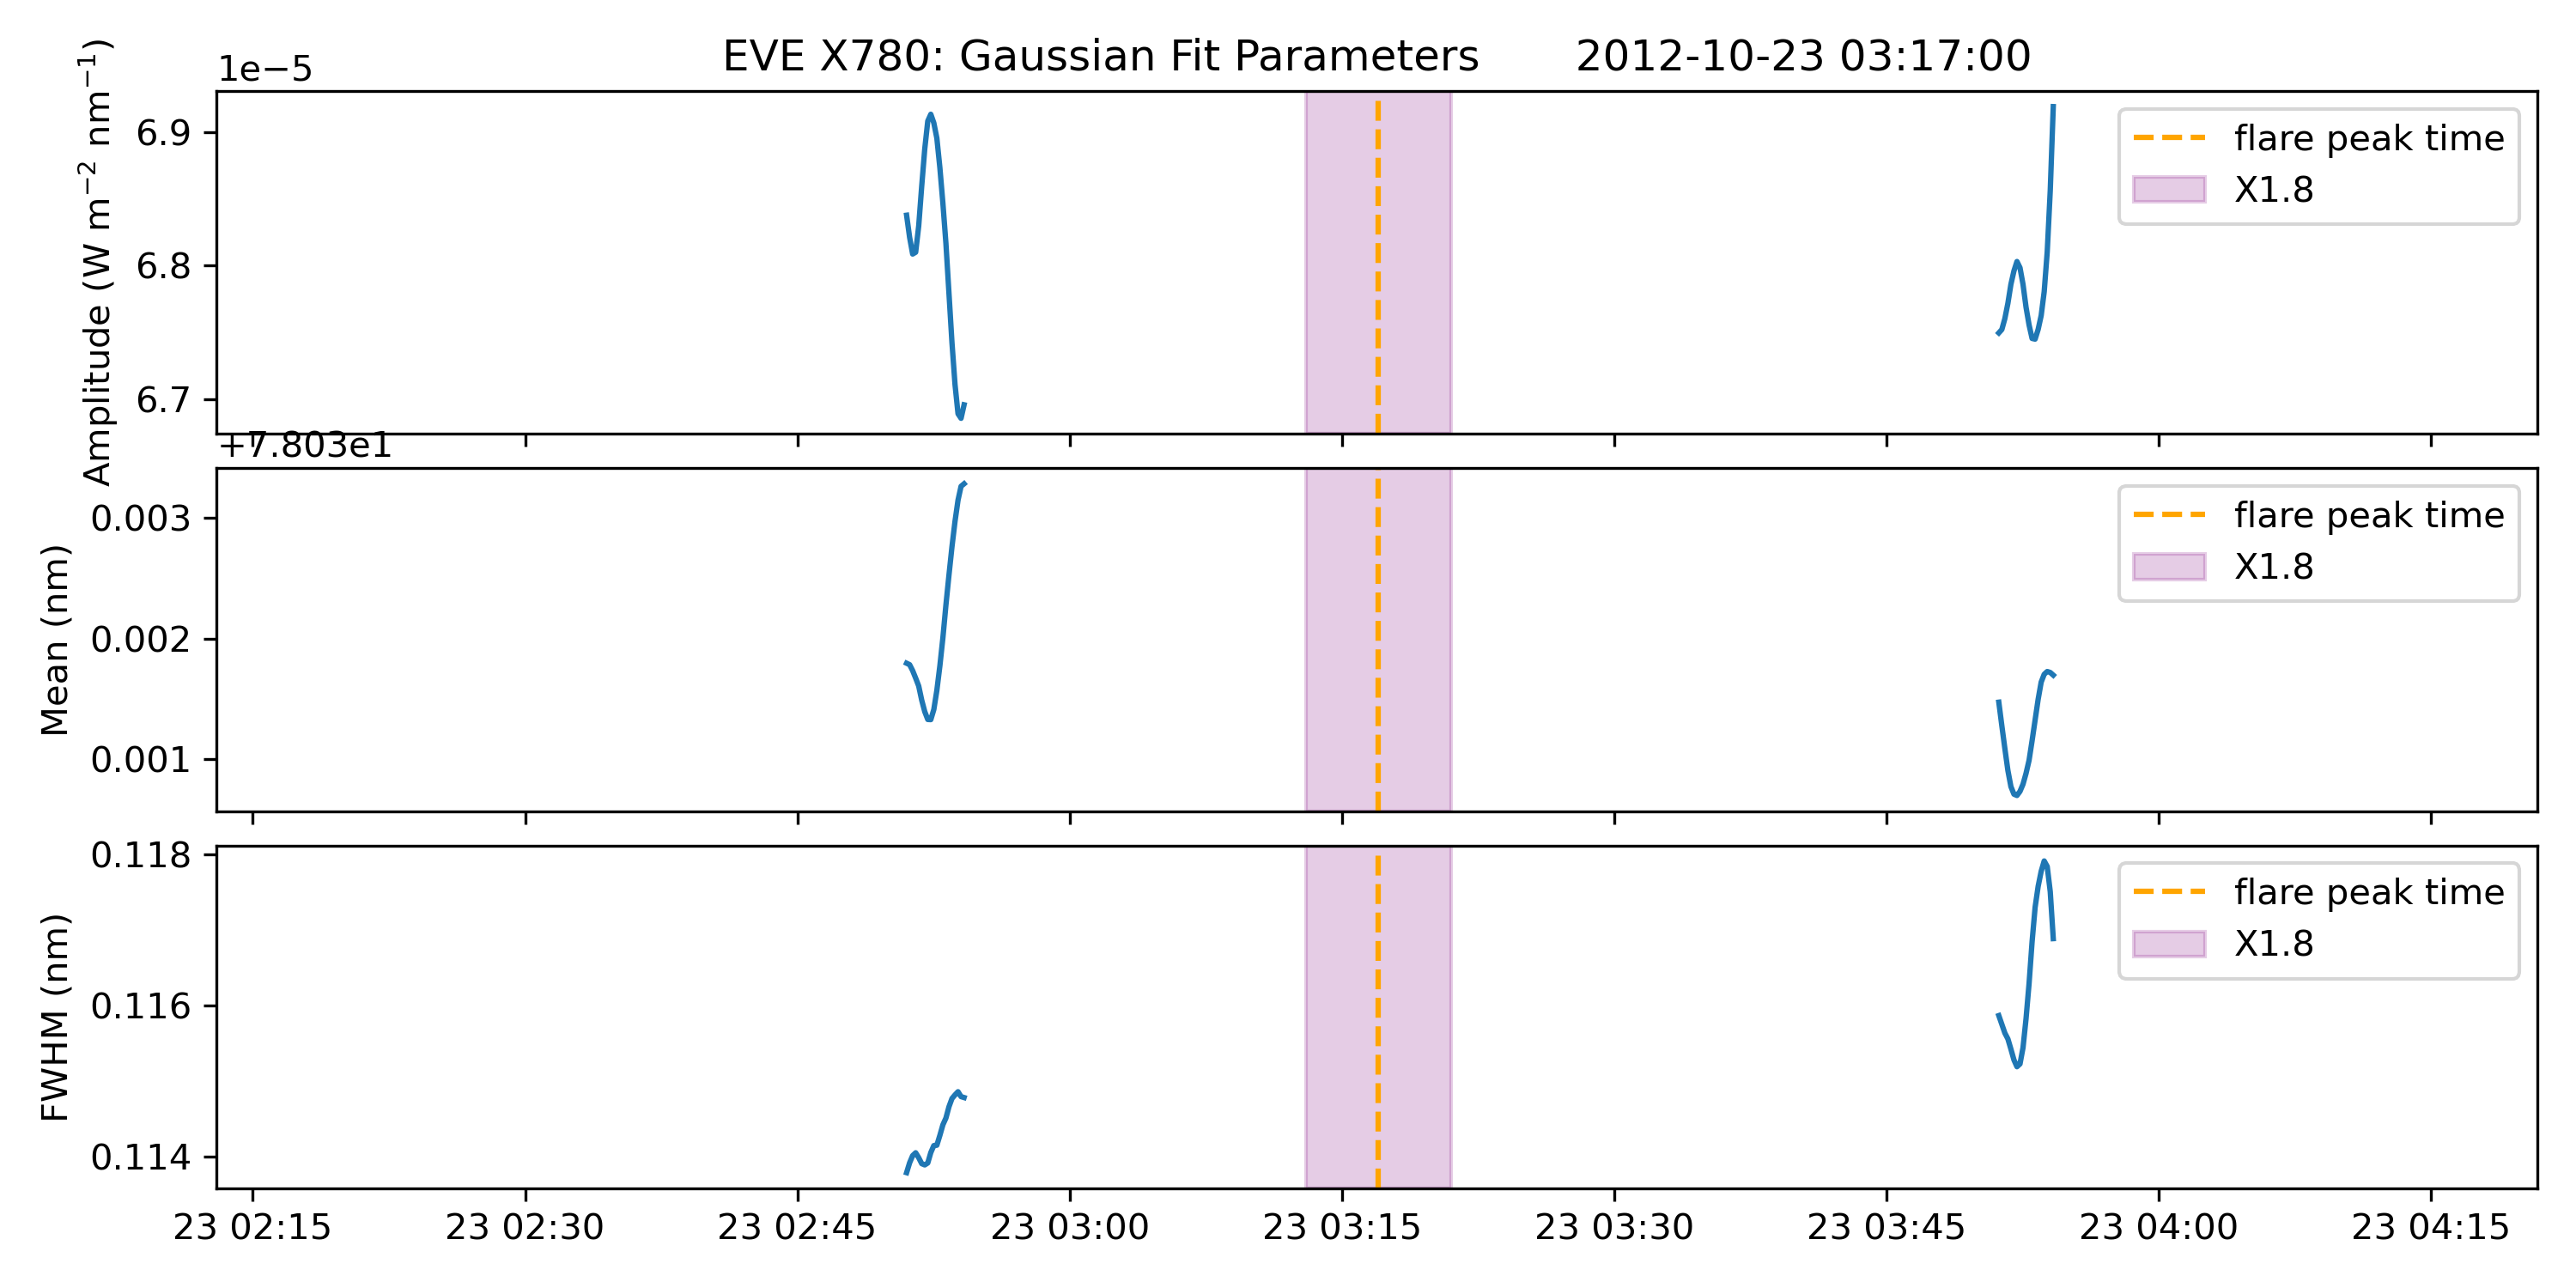 EVE X780: Gaussian Fit Parameters 2012-10-23 03:17:00
1e−5
Amplitude (W m⁻² nm⁻¹)
6.9
6.8
6.7
flare peak time
X1.8
+7.803e1
Mean (nm)
0.003
0.002
0.001
flare peak time
X1.8
FWHM (nm)
0.118
0.116
0.114
flare peak time
X1.8
23 02:15 23 02:30 23 02:45 23 03:00 23 03:15 23 03:30 23 03:45 23 04:00 23 04:15